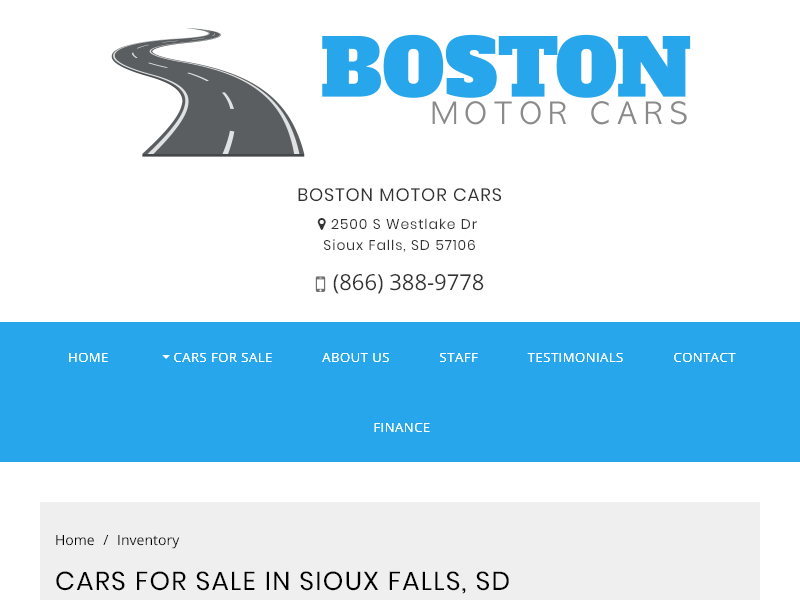 BOSTON
MOTOR CARS
BOSTON MOTOR CARS
2500 S Westlake Dr
Sioux Falls, SD 57106
(866) 388-9778
HOME CARS FOR SALE ABOUT US STAFF TESTIMONIALS CONTACT
FINANCE
Home / Inventory
CARS FOR SALE IN SIOUX FALLS, SD